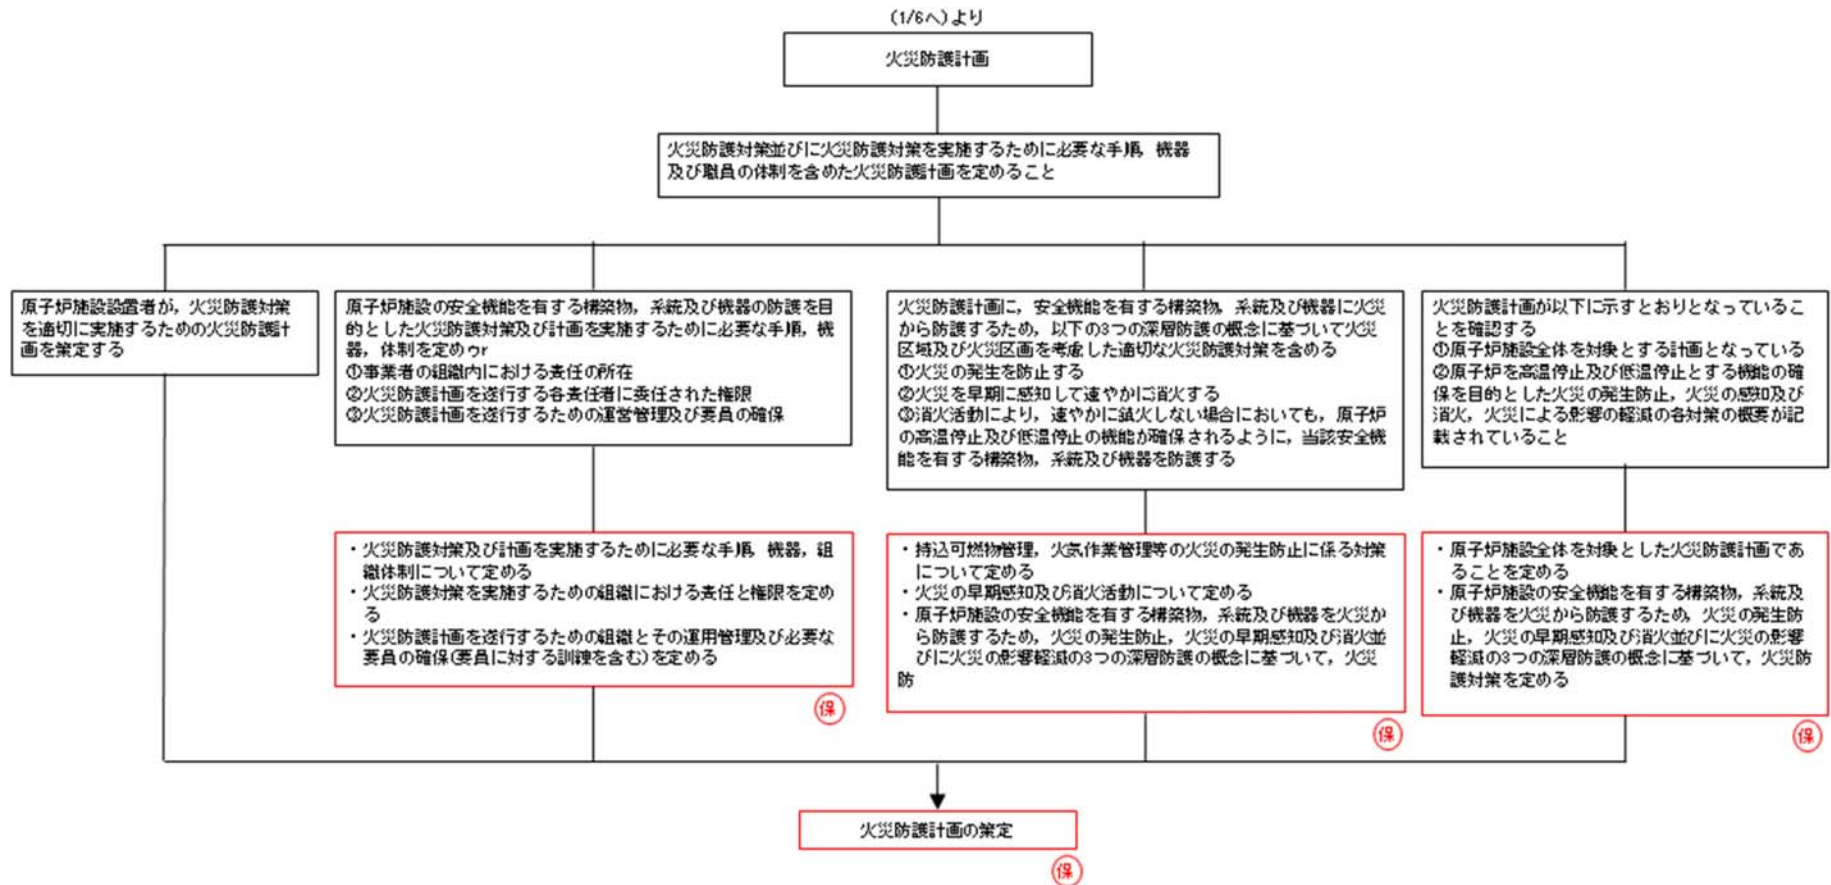 (1/6へ)より
火災防護計画
火災防護対策並びに火災防護対策を実施するために必要な手順，機器
及び職員の体制を含めた火災防護計画を定めること
原子炉施設設置者が，火災防護対策
を適切に実施するための火災防護計
画を策定する
原子炉施設の安全機能を有する構築物，系統及び機器の防護を目
的とした火災防護対策及び計画を実施するために必要な手順，機
器，体制を定めゥr
①事業者の組織内における責任の所在
②火災防護計画を遂行する各責任者に委任された権限
③火災防護計画を遂行するための運営管理及び要員の確保
火災防護計画に，安全機能を有する構築物，系統及び機器に火災
から防護するため，以下の3つの深層防護の概念に基づいて火災
区域及び火災区画を考慮した適切な火災防護対策を含める
①火災の発生を防止する
②火災を早期に感知して速やかに消火する
③消火活動により，速やかに鎮火しない場合においても，原子炉
の高温停止及び低温停止の機能が確保されるように，当該安全機
能を有する構築物，系統及び機器を防護する
火災防護計画が以下に示すとおりとなっているこ
とを確認する
①原子炉施設全体を対象とする計画となっている
②原子炉を高温停止及び低温停止とする機能の確
保を目的とした火災の発生防止，火災の感知及び
消火，火災による影響の軽減の各対策の概要が記
載されていること
・火災防護対策及び計画を実施するために必要な手順，機器，組
織体制について定める
・火災防護対策を実施するための組織における責任と権限を定め
る
・火災防護計画を遂行するための組織とその運用管理及び必要な
要員の確保(要員に対する訓練を含む)を定める
保
・持込可燃物管理，火気作業管理等の火災の発生防止に係る対策
について定める
・火災の早期感知及び消火活動について定める
・原子炉施設の安全機能を有する構築物，系統及び機器を火災か
ら防護するため，火災の発生防止，火災の早期感知及び消火並
びに火災の影響軽減の3つの深層防護の概念に基づいて，火災
防
保
・原子炉施設全体を対象とした火災防護計画であ
ることを定める
・原子炉施設の安全機能を有する構築物，系統及
び機器を火災から防護するため，火災の発生防
止，火災の早期感知及び消火並びに火災の影響
軽減の3つの深層防護の概念に基づいて，火災防
護対策を定める
保
火災防護計画の策定
保